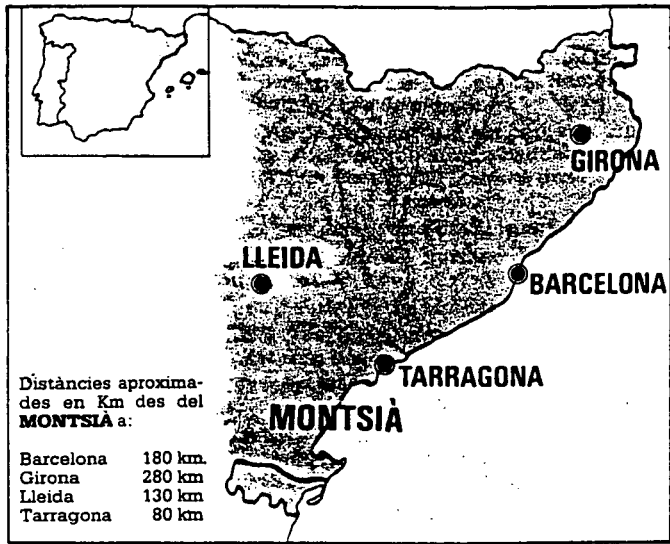 GIRONA
LLEIDA
BARCELONA
TARRAGONA
MONTSIÀ
Distàncies aproxima-
des en Km des del
MONTSIÀ a:
Barcelona 180 km.
Girona 280 km
Lleida 130 km
Tarragona 80 km